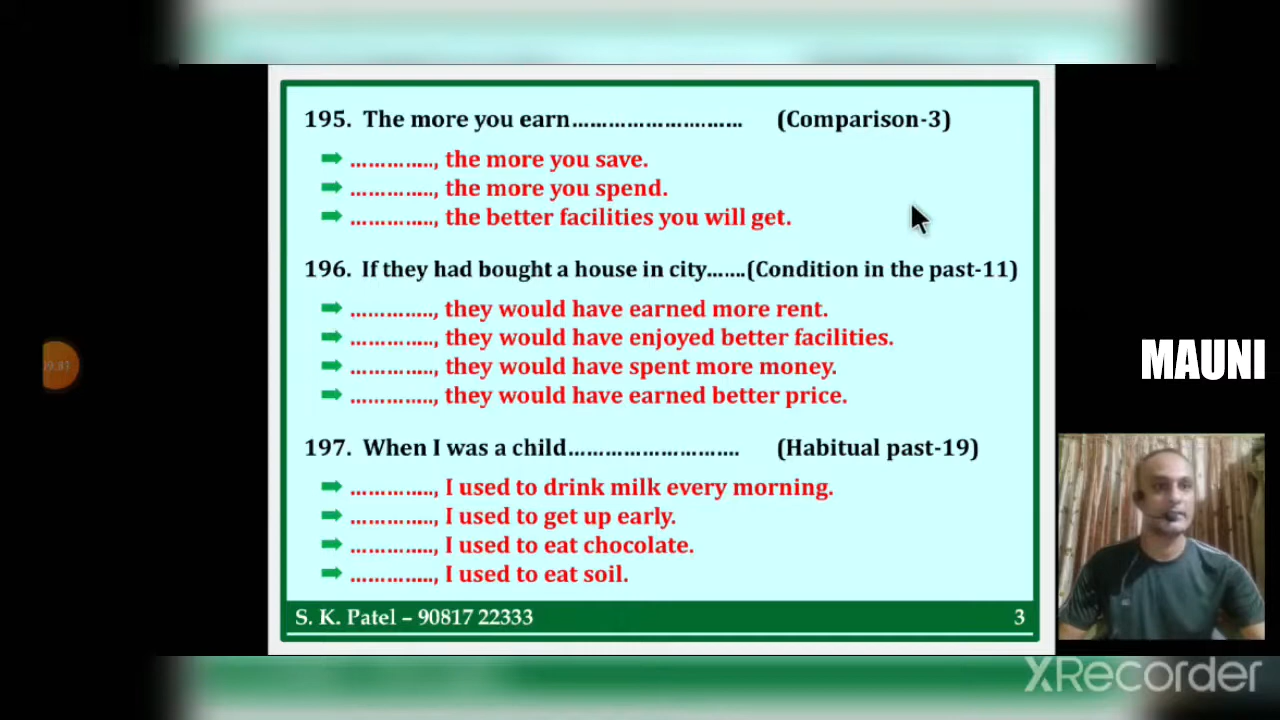 195. The more you earn........................... (Comparison-3)
➡ .............., the more you save.
➡ .............., the more you spend.
➡ .............., the better facilities you will get.
196. If they had bought a house in city.......(Condition in the past-11)
➡ .............., they would have earned more rent.
➡ .............., they would have enjoyed better facilities.
➡ .............., they would have spent more money.
➡ .............., they would have earned better price.
197. When I was a child............................ (Habitual past-19)
➡ .............., I used to drink milk every morning.
➡ .............., I used to get up early.
➡ .............., I used to eat chocolate.
➡ .............., I used to eat soil.
S. K. Patel – 90817 22333 3
MAUNI
XRecorder